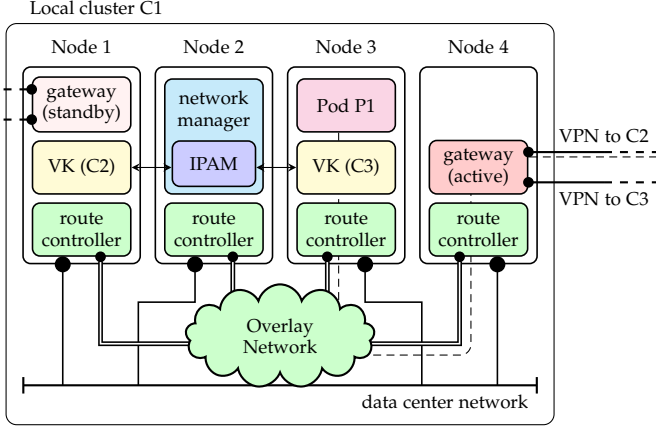 Local cluster C1
Node 1
Node 2
Node 3
Node 4
gateway
(standby)
network
manager
Pod P1
VPN to C2
VK (C2)
IPAM
VK (C3)
gateway
(active)
VPN to C3
route
controller
route
controller
route
controller
route
controller
Overlay
Network
data center network